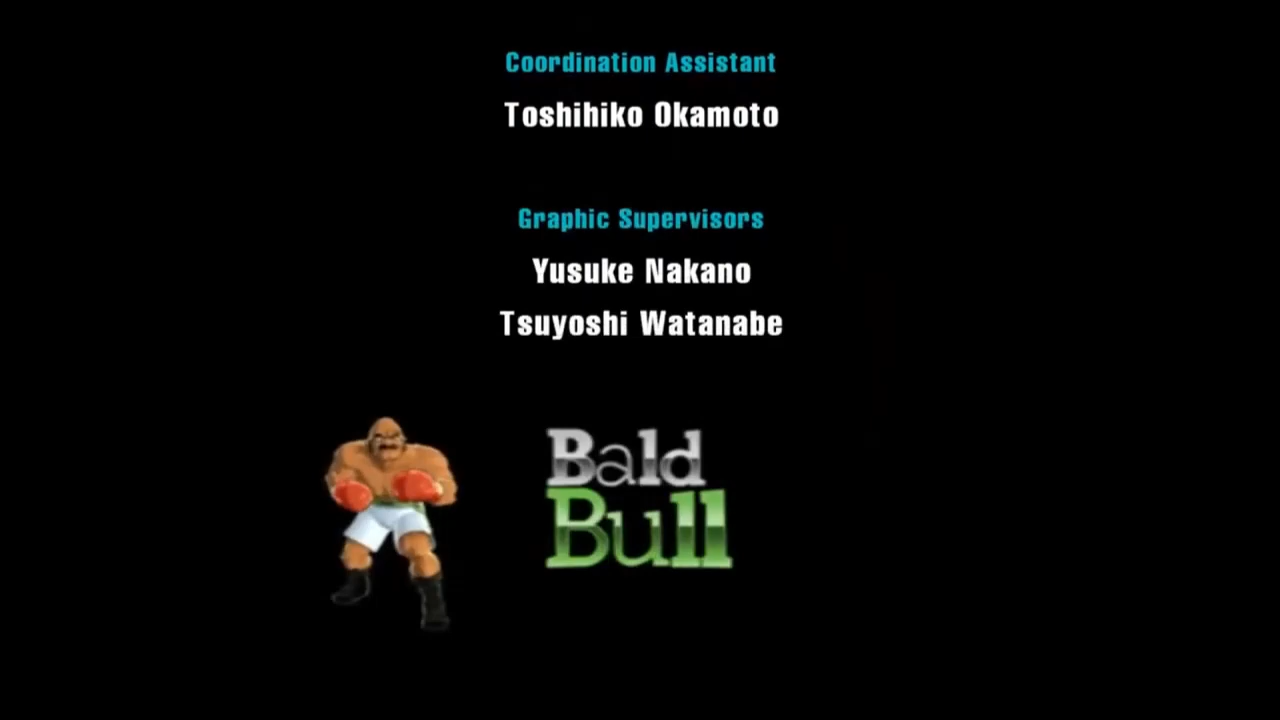 Coordination Assistant
Toshihiko Okamoto
Graphic Supervisors
Yusuke Nakano
Tsuyoshi Watanabe
Bald
Bull